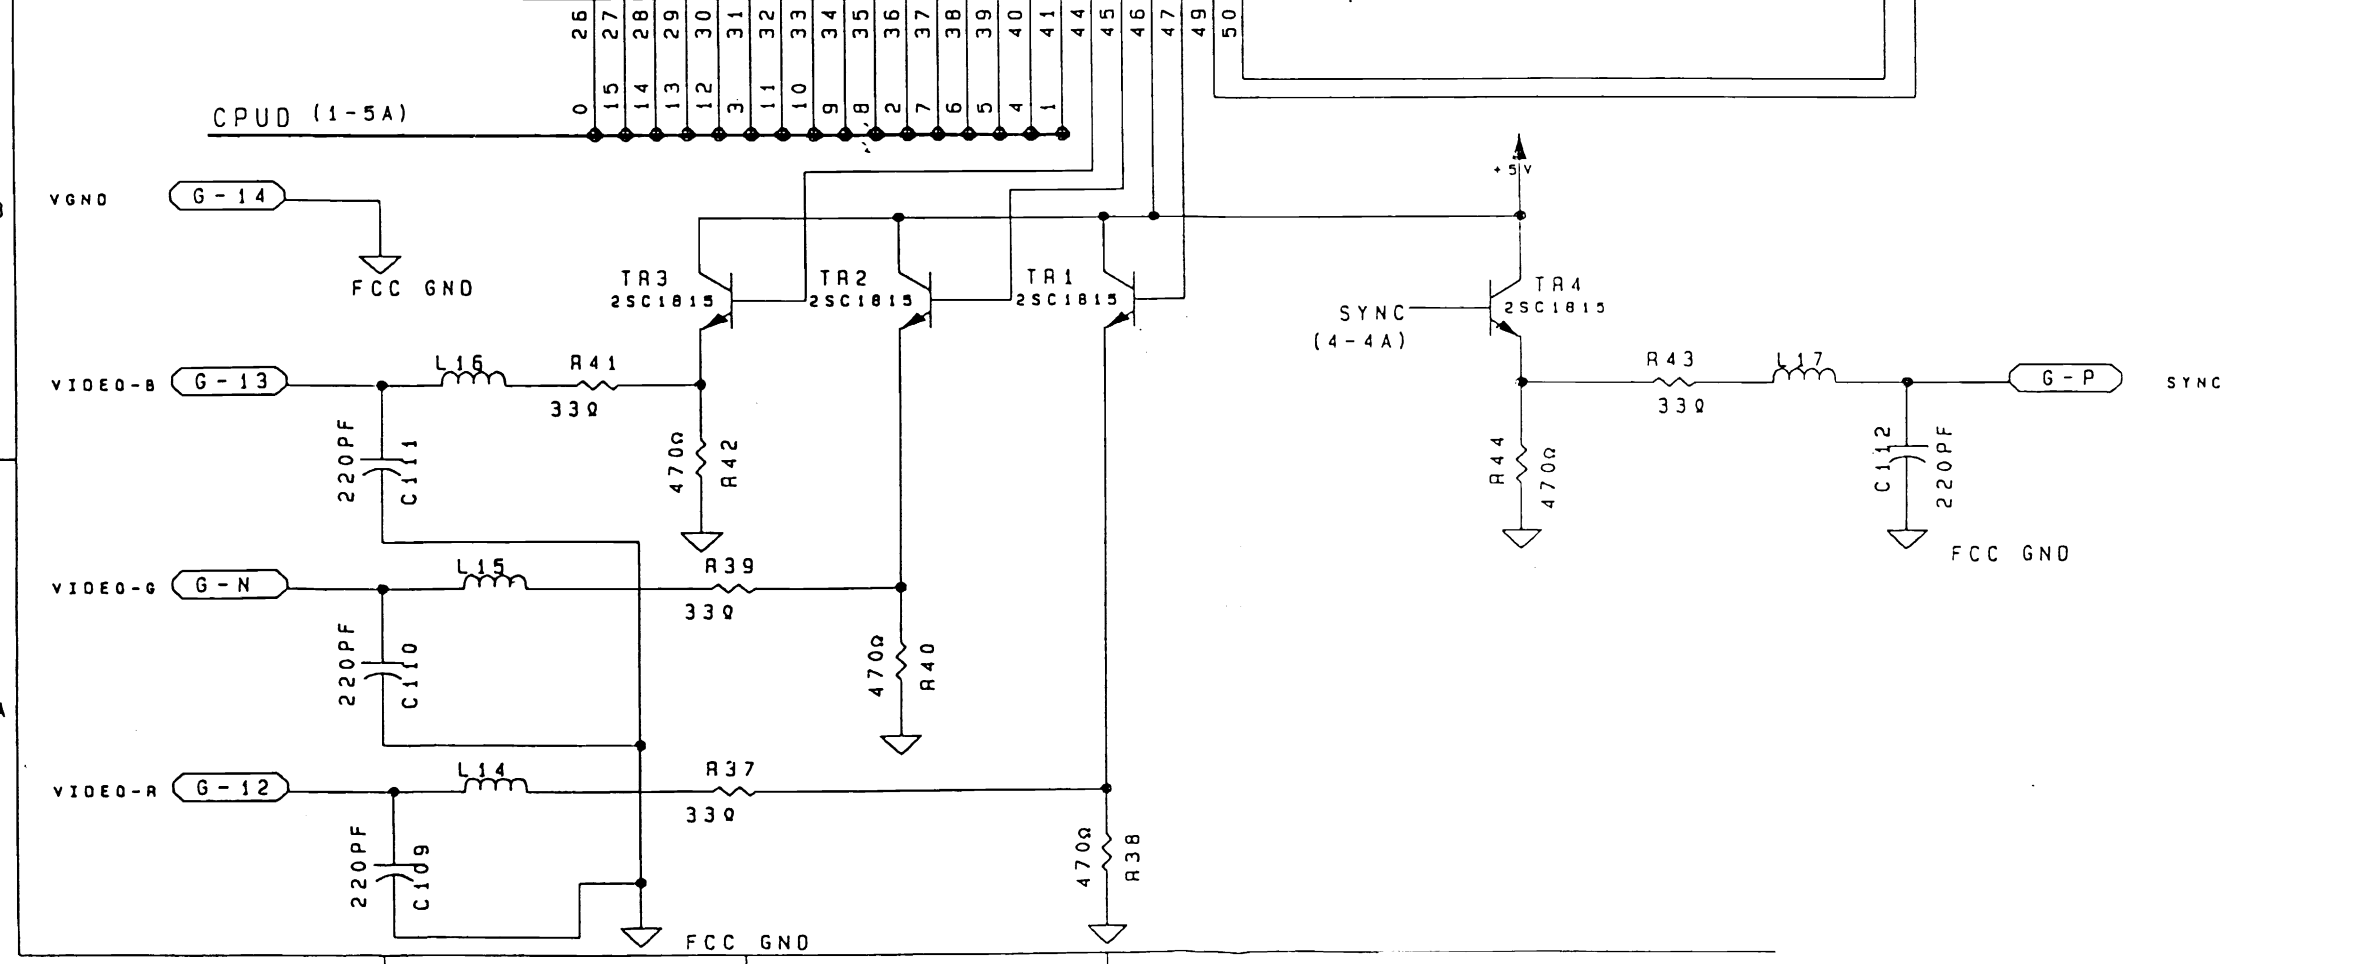 26 27 28 29 30 31 32 33 34 35 36 37 38 39 40 41 44 45 46 47 49 50
0 15 14 13 12 3 11 10 9 8 2 7 6 5 4 1
CPUD (1-5A)
+5V
VGND G-14
FCC GND
TR3
2SC1815
TR2
2SC1815
TR1
2SC1815
TR4
2SC1815
SYNC
(4-4A)
VIDEO-B G-13
L16
R41
33Ω
R43
33Ω
L17
G-P SYNC
220PF
C111
470Ω
R42
R44
470Ω
C112
220PF
FCC GND
VIDEO-G G-N
L15
R39
33Ω
220PF
C110
470Ω
R40
A
VIDEO-R G-12
L14
R37
33Ω
220PF
C109
470Ω
R38
FCC GND